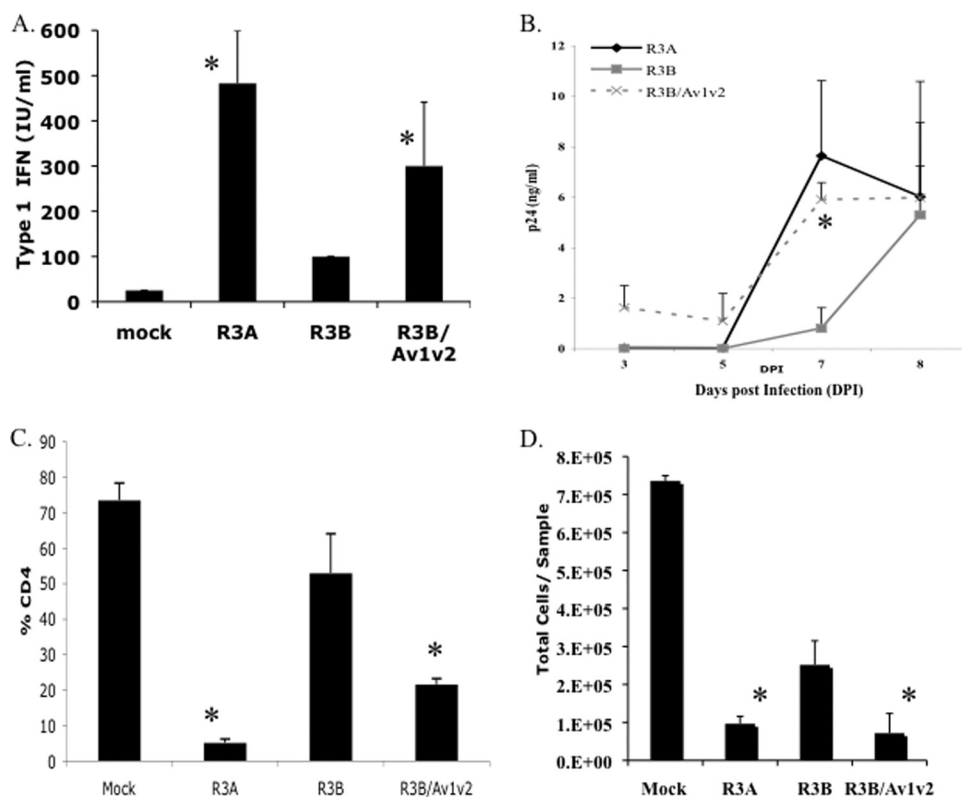 A.
600
500
400
300
200
100
0
Type 1 IFN (IU/ml)
*
*
mock R3A R3B R3B/
Av1v2
B.
12
10
8
6
4
2
0
p24 (ng/ml)
R3A
R3B
R3B/Av1v2
*
3 5 7 8
DPI
Days post Infection (DPI)
C.
90
80
70
60
50
40
30
20
10
0
% CD4
*
*
Mock R3A R3B R3B/Av1v2
D.
8.E+05
7.E+05
6.E+05
5.E+05
4.E+05
3.E+05
2.E+05
1.E+05
0.E+00
Total Cells/ Sample
*
*
Mock R3A R3B R3B/Av1v2